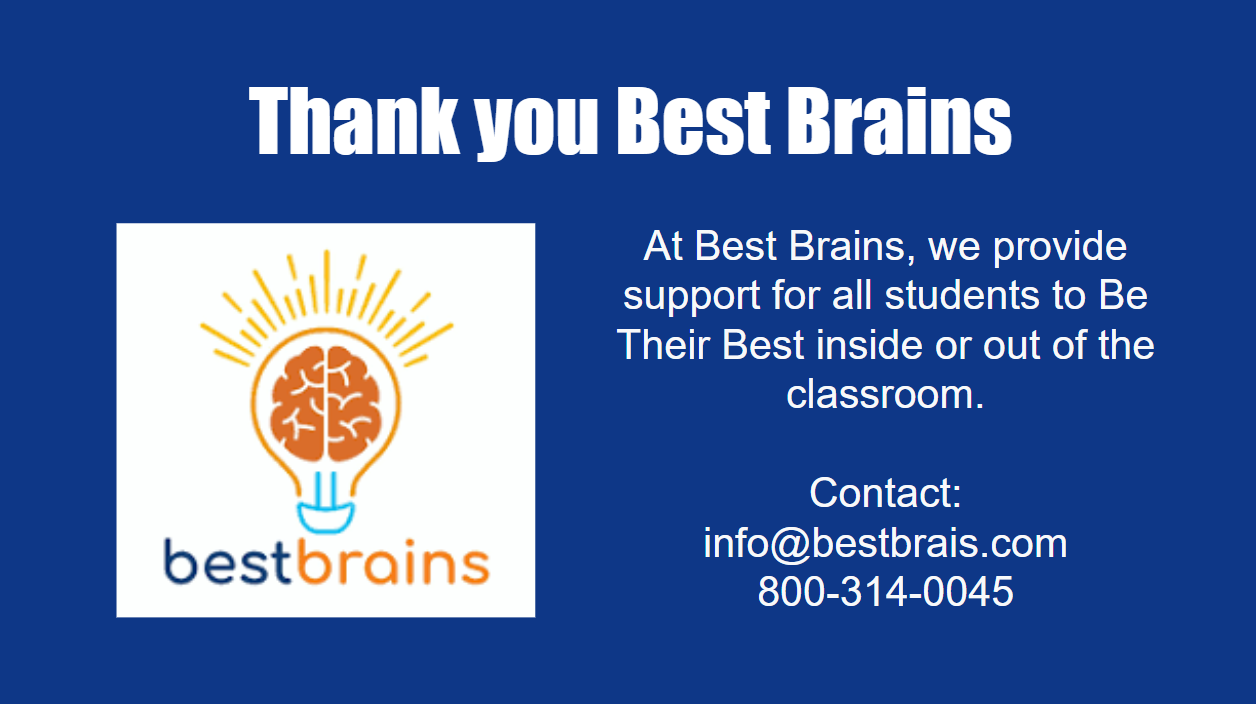 Thank you Best Brains
bestbrains
At Best Brains, we provide
support for all students to Be
Their Best inside or out of the
classroom.
Contact:
info@bestbrais.com
800-314-0045